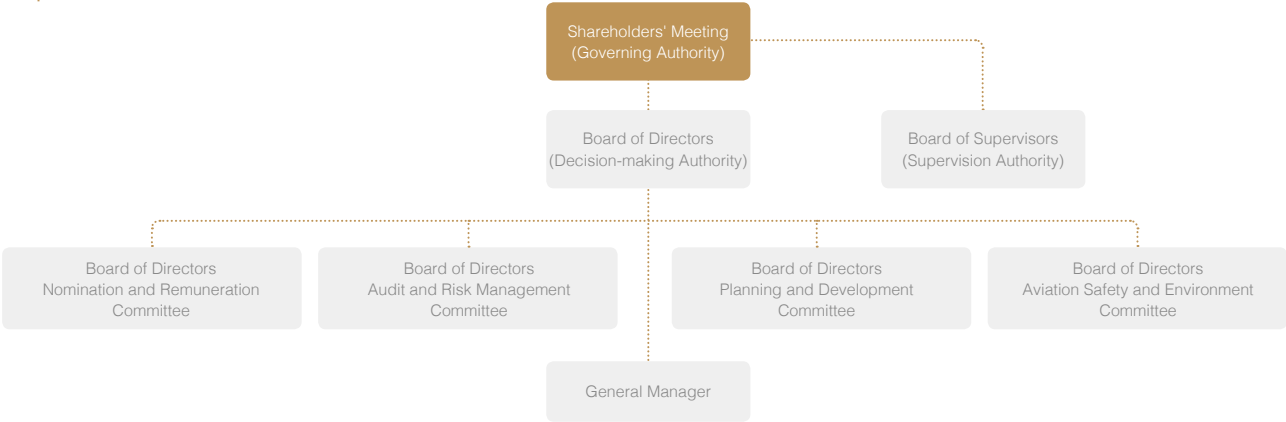 Shareholders' Meeting
(Governing Authority)
Board of Directors
(Decision-making Authority)
Board of Supervisors
(Supervision Authority)
Board of Directors
Nomination and Remuneration
Committee
Board of Directors
Audit and Risk Management
Committee
Board of Directors
Planning and Development
Committee
Board of Directors
Aviation Safety and Environment
Committee
General Manager